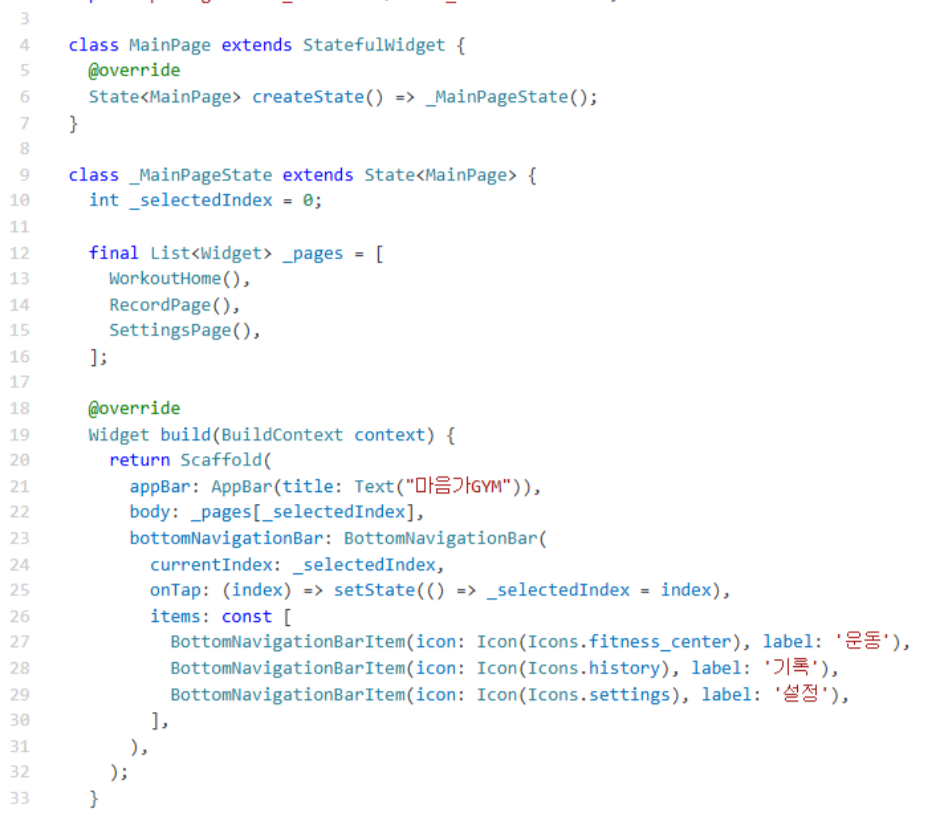 3
4 class MainPage extends StatefulWidget {
5 @override
6 State<MainPage> createState() => _MainPageState();
7 }
8
9 class _MainPageState extends State<MainPage> {
10 int _selectedIndex = 0;
11
12 final List<Widget> _pages = [
13 WorkoutHome(),
14 RecordPage(),
15 SettingsPage(),
16 ];
17
18 @override
19 Widget build(BuildContext context) {
20 return Scaffold(
21 appBar: AppBar(title: Text("마음가GYM")),
22 body: _pages[_selectedIndex],
23 bottomNavigationBar: BottomNavigationBar(
24 currentIndex: _selectedIndex,
25 onTap: (index) => setState(() => _selectedIndex = index),
26 items: const [
27 BottomNavigationBarItem(icon: Icon(Icons.fitness_center), label: '운동'),
28 BottomNavigationBarItem(icon: Icon(Icons.history), label: '기록'),
29 BottomNavigationBarItem(icon: Icon(Icons.settings), label: '설정'),
30 ],
31 ),
32 );
33 }